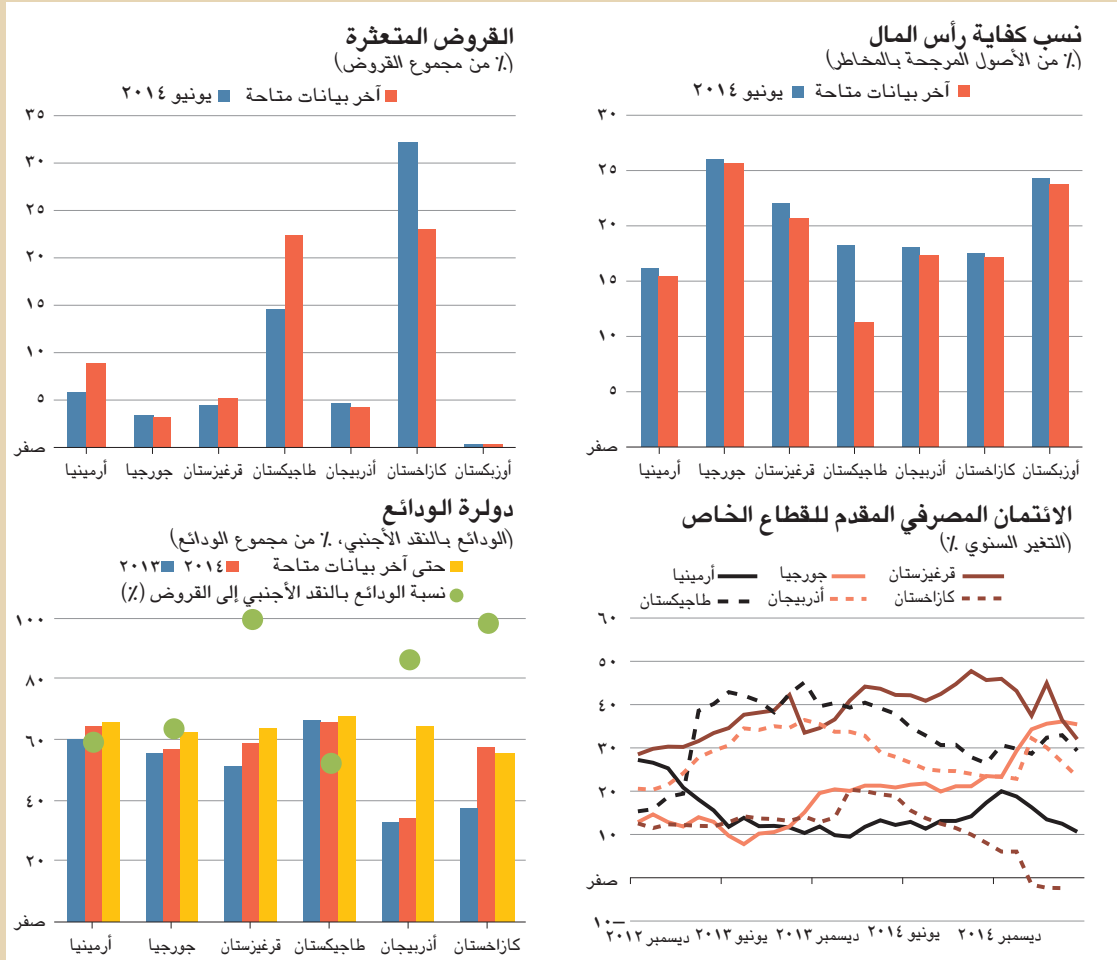 نسب كفاية رأس المال
(٪ من الأصول المرجحة بالمخاطر)
آخر بيانات متاحة يونيو ٢٠١٤
٣٠
٢٥
٢٠
١٥
١٠
٥
صفر
أرمينيا جورجيا قرغيزستان طاجيكستان أذربيجان كازاخستان أوزبكستان
القروض المتعثرة
(٪ من مجموع القروض)
آخر بيانات متاحة يونيو ٢٠١٤
٣٥
٣٠
٢٥
٢٠
١٥
١٠
٥
صفر
أرمينيا جورجيا قرغيزستان طاجيكستان أذربيجان كازاخستان أوزبكستان
الائتمان المصرفي المقدم للقطاع الخاص
(التغير السنوي ٪)
قرغيزستان جورجيا أرمينيا
كازاخستان أذربيجان طاجيكستان
٦٠
٥٠
٤٠
٣٠
٢٠
١٠
صفر
١٠–
ديسمبر ٢٠١٢ يونيو ٢٠١٣ ديسمبر ٢٠١٣ يونيو ٢٠١٤ ديسمبر ٢٠١٤
دولرة الودائع
(الودائع بالنقد الأجنبي، ٪ من مجموع الودائع)
حتى آخر بيانات متاحة ٢٠١٤ ٢٠١٣
نسبة الودائع بالنقد الأجنبي إلى القروض (٪)
١٠٠
٨٠
٦٠
٤٠
٢٠
صفر
أرمينيا جورجيا قرغيزستان طاجيكستان أذربيجان كازاخستان